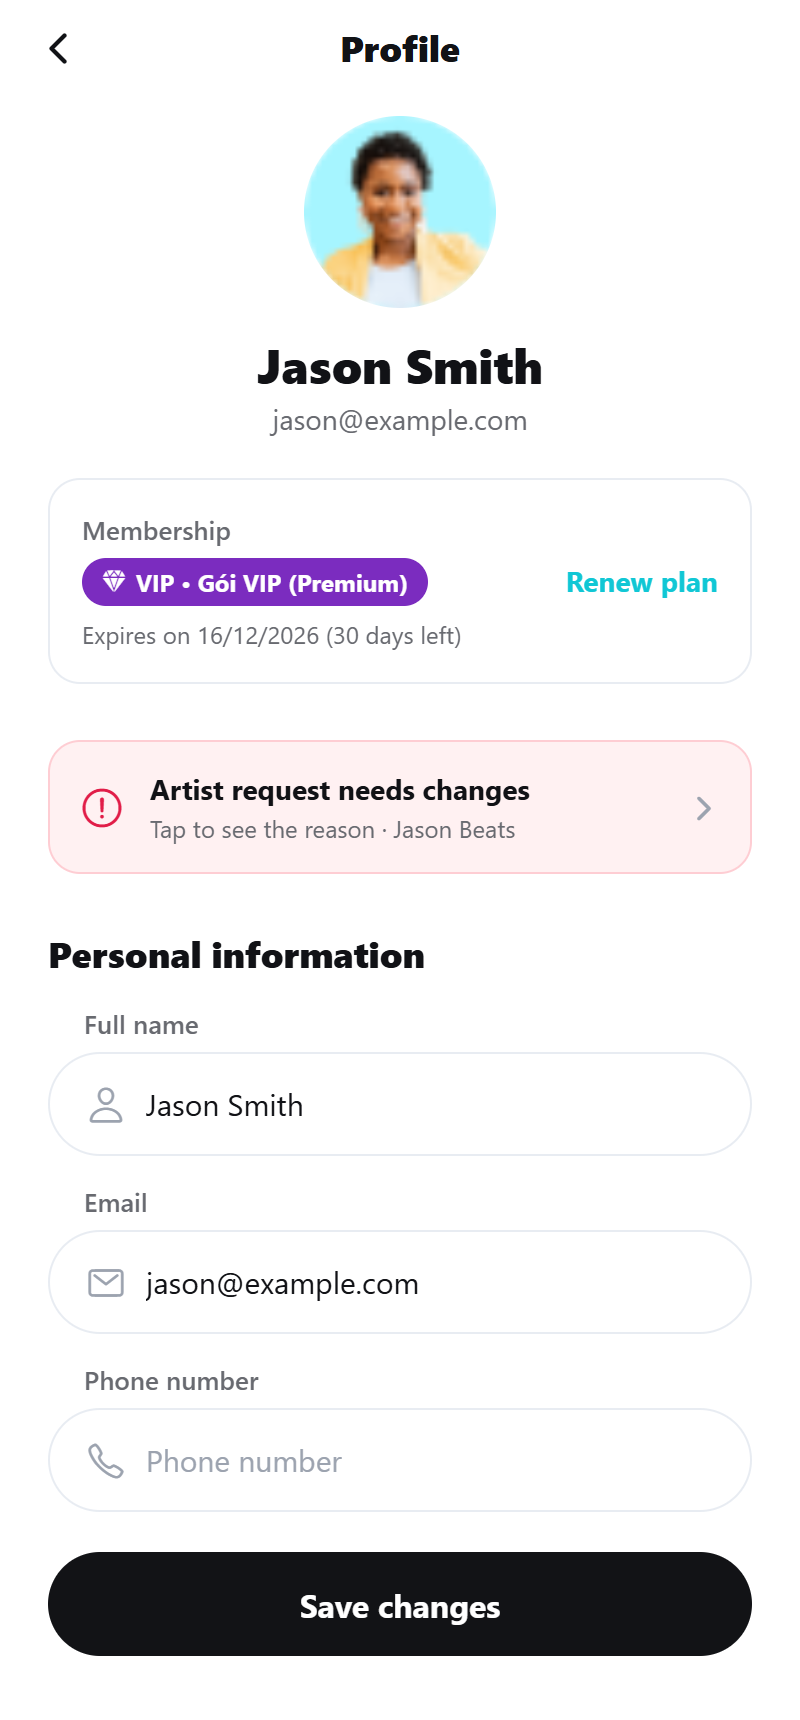 Profile
Jason Smith
jason@example.com
Membership
VIP • Gói VIP (Premium)
Renew plan
Expires on 16/12/2026 (30 days left)
Artist request needs changes
Tap to see the reason · Jason Beats
Personal information
Full name
Jason Smith
Email
jason@example.com
Phone number
Phone number
Save changes